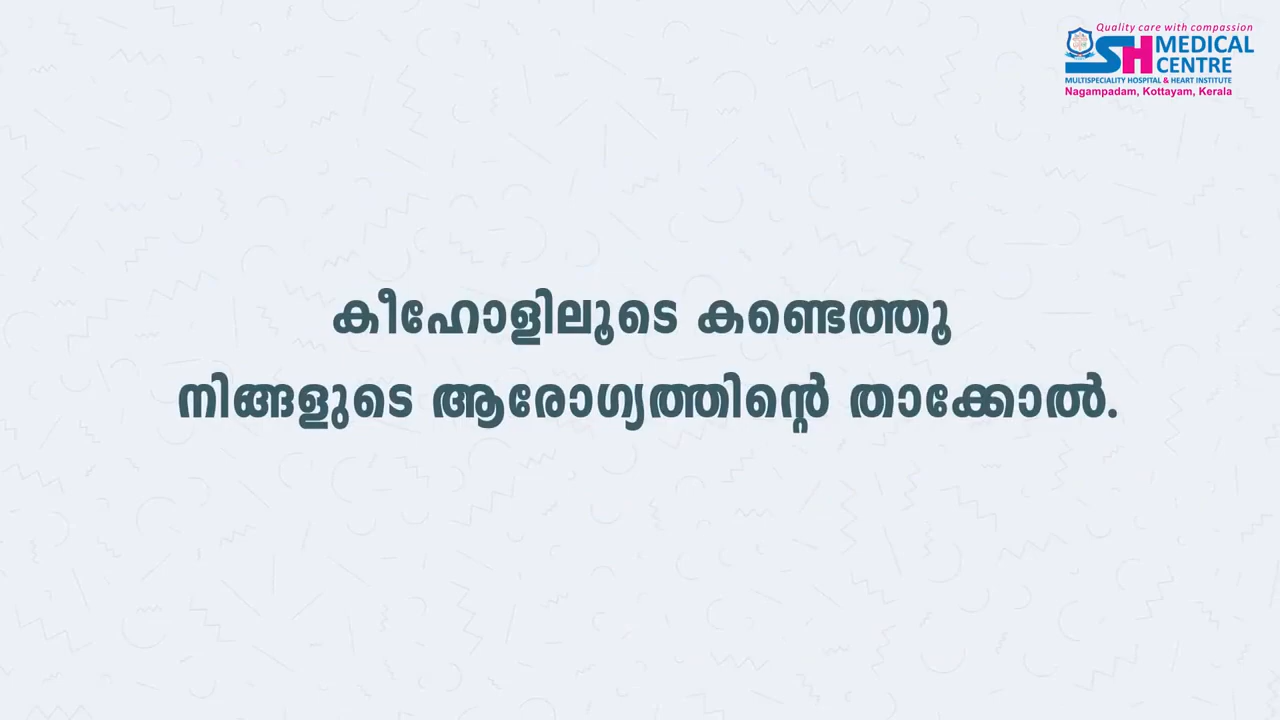 Quality care with compassion
SH MEDICAL CENTRE
MULTISPECIALITY HOSPITAL & HEART INSTITUTE
Nagampadam, Kottayam, Kerala
കീഹോളിലൂടെ കണ്ടെത്തൂ
നിങ്ങളുടെ ആരോഗ്യത്തിന്റെ താക്കോൽ.